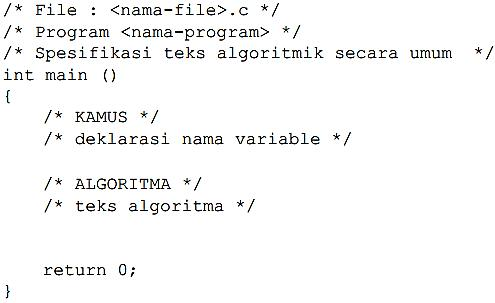 /* File : <nama-file>.c */
/* Program <nama-program> */
/* Spesifikasi teks algoritmik secara umum  */
int main ()
{
    /* KAMUS */
    /* deklarasi nama variable */

    /* ALGORITMA */
    /* teks algoritma */


    return 0;
}